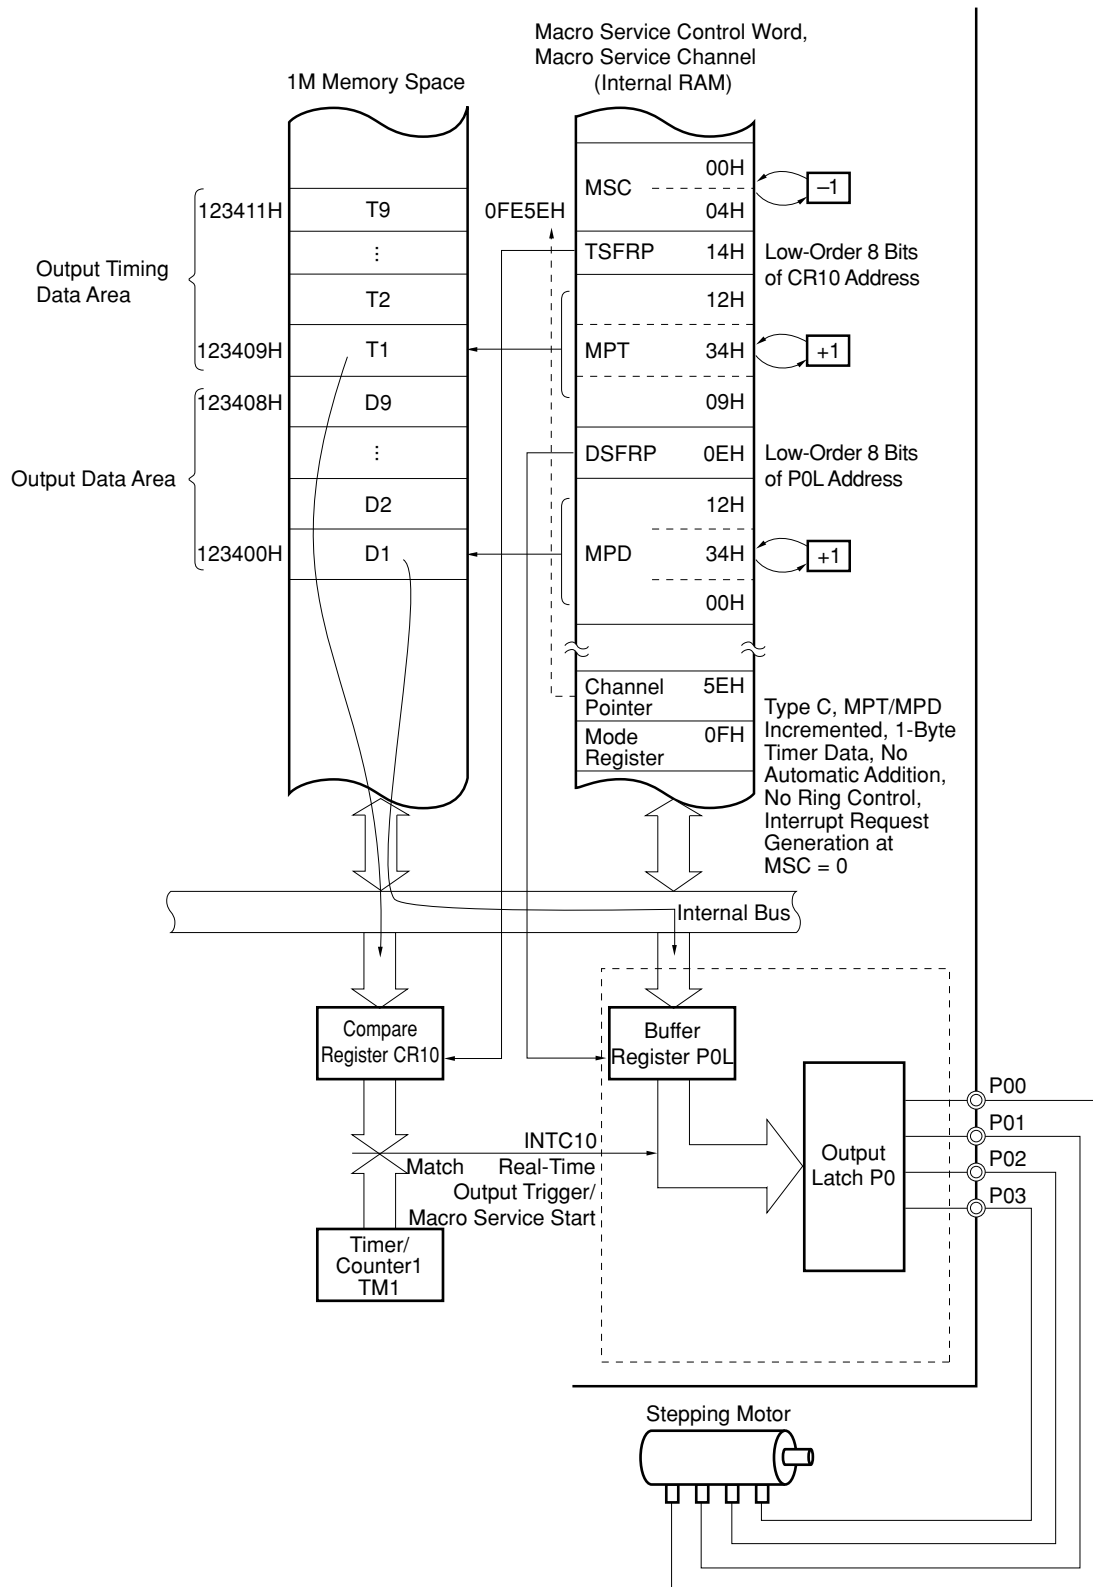 Macro Service Control Word,
Macro Service Channel
(Internal RAM)
1M Memory Space
MSC
00H
04H
–1
123411H
T9
0FE5EH
TSFRP
14H
Low-Order 8 Bits
of CR10 Address
Output Timing
Data Area
⋮
T2
12H
123409H
T1
MPT
34H
+1
123408H
D9
09H
Output Data Area
⋮
DSFRP
0EH
Low-Order 8 Bits
of P0L Address
D2
12H
123400H
D1
MPD
34H
+1
00H
Channel
Pointer
5EH
Mode
Register
0FH
Type C, MPT/MPD
Incremented, 1-Byte
Timer Data, No
Automatic Addition,
No Ring Control,
Interrupt Request
Generation at
MSC = 0
Internal Bus
Compare
Register CR10
Buffer
Register P0L
INTC10
Match
Real-Time
Output Trigger/
Macro Service Start
Timer/
Counter1
TM1
Output
Latch P0
P00
P01
P02
P03
Stepping Motor